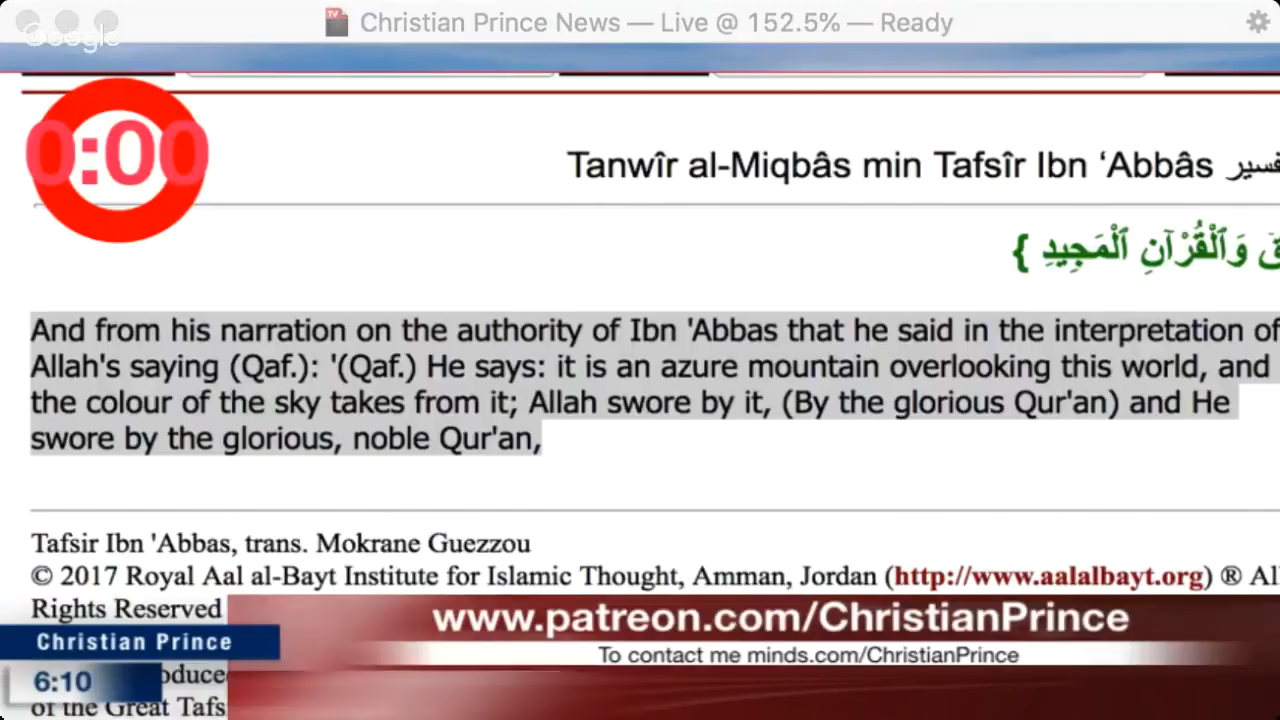 Christian Prince News — Live @ 152.5% — Ready
Google
0:00
Tanwîr al-Miqbâs min Tafsîr Ibn ‘Abbâs
وَٱلْقُرْآنِ ٱلْمَجِيدِ }
And from his narration on the authority of Ibn 'Abbas that he said in the interpretation of
Allah's saying (Qaf.): '(Qaf.) He says: it is an azure mountain overlooking this world, and
the colour of the sky takes from it; Allah swore by it, (By the glorious Qur'an) and He
swore by the glorious, noble Qur'an,
Tafsir Ibn 'Abbas, trans. Mokrane Guezzou
© 2017 Royal Aal al-Bayt Institute for Islamic Thought, Amman, Jordan (http://www.aalalbayt.org) ® Al
Rights Reserved
www.patreon.com/ChristianPrince
Christian Prince
To contact me minds.com/ChristianPrince
6:10
of the Great Tafs